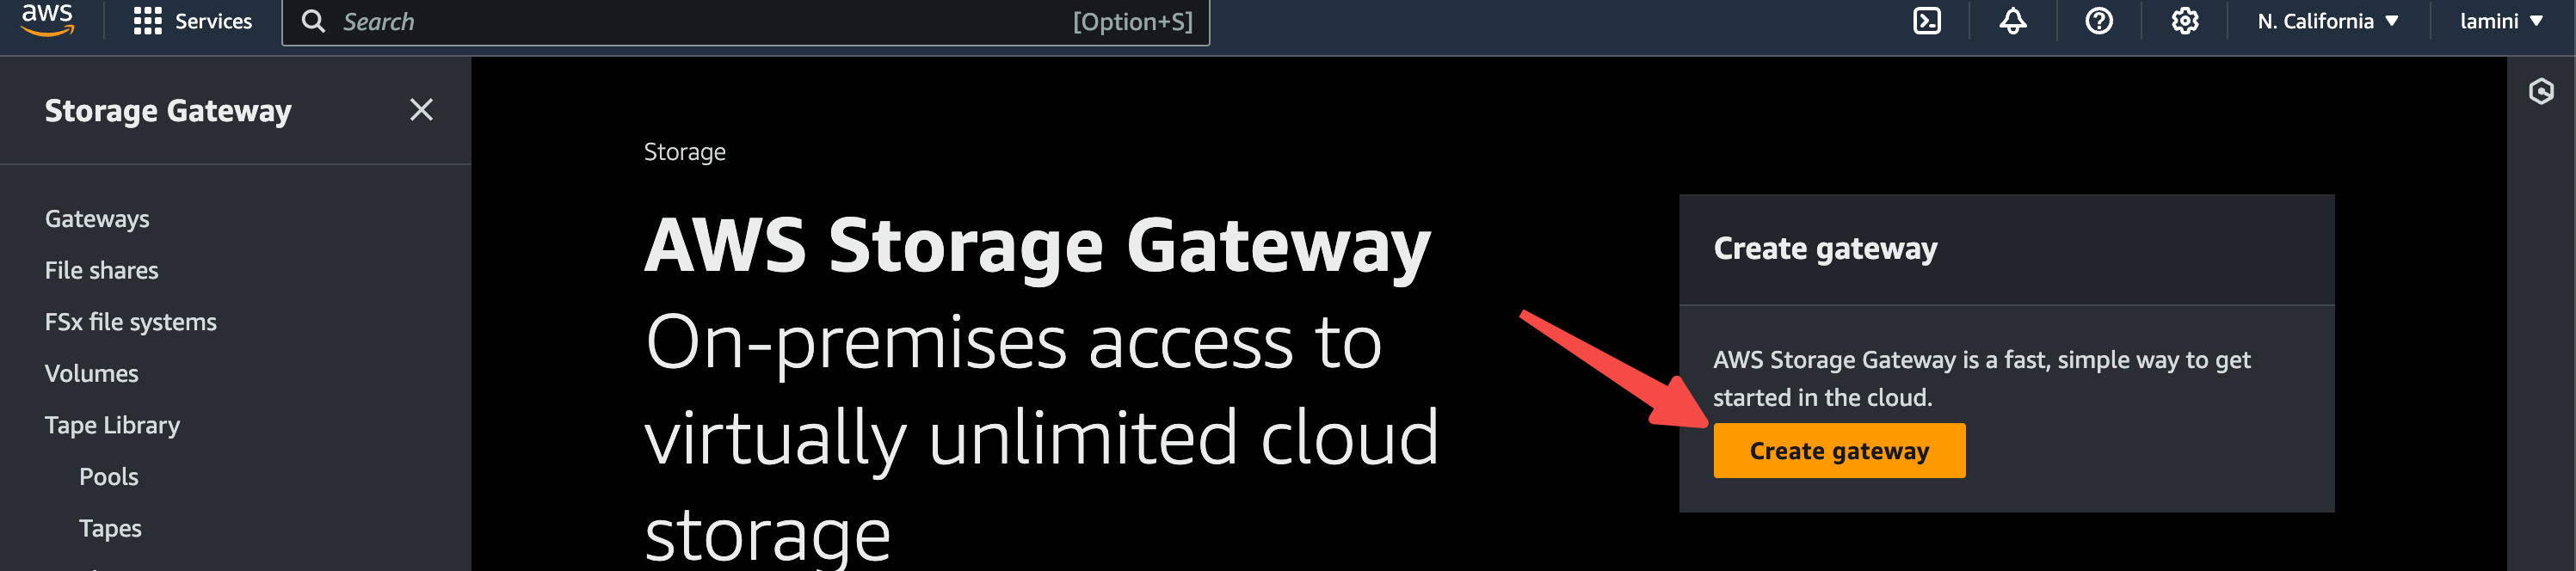 aws
Services
Search
[Option+S]
N. California
lamini
Storage Gateway
Gateways
File shares
FSx file systems
Volumes
Tape Library
Pools
Tapes
Storage
AWS Storage Gateway
On-premises access to
virtually unlimited cloud
storage
Create gateway
AWS Storage Gateway is a fast, simple way to get
started in the cloud.
Create gateway